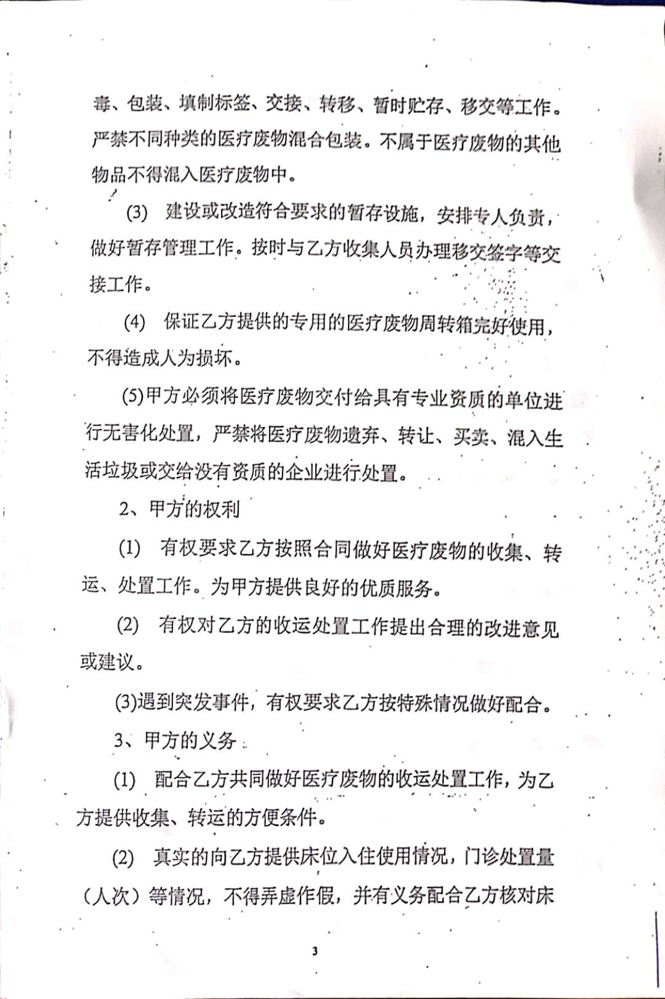 毒、包装、填制标签、交接、转移、暂时贮存、移交等工作。
严禁不同种类的医疗废物混合包装。不属于医疗废物的其他
物品不得混入医疗废物中。
(3) 建设或改造符合要求的暂存设施，安排专人负责，
做好暂存管理工作。按时与乙方收集人员办理移交签字等交
接工作。
(4) 保证乙方提供的专用的医疗废物周转箱完好使用，
不得造成人为损坏。
(5)甲方必须将医疗废物交付给具有专业资质的单位进
行无害化处置，严禁将医疗废物遗弃、转让、买卖、混入生
活垃圾或交给没有资质的企业进行处置。
2、甲方的权利
(1) 有权要求乙方按照合同做好医疗废物的收集、转
运、处置工作。为甲方提供良好的优质服务。
(2) 有权对乙方的收运处置工作提出合理的改进意见
或建议。
(3)遇到突发事件，有权要求乙方按特殊情况做好配合。
3、甲方的义务
(1) 配合乙方共同做好医疗废物的收运处置工作，为乙
方提供收集、转运的方便条件。
(2) 真实的向乙方提供床位入住使用情况，门诊处置量
（人次）等情况，不得弄虚作假，并有义务配合乙方核对床
3